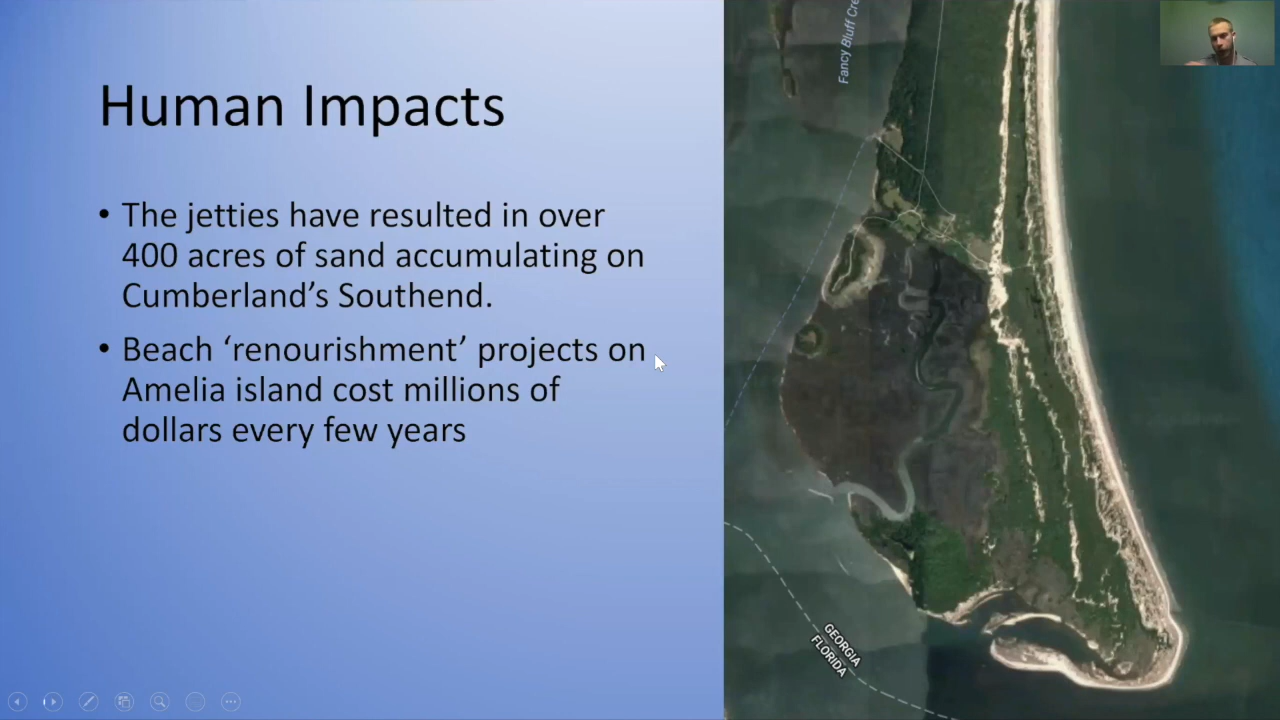 Human Impacts
• The jetties have resulted in over
400 acres of sand accumulating on
Cumberland’s Southend.
• Beach ‘renourishment’ projects on
Amelia island cost millions of
dollars every few years
Fancy Bluff Cre
GEORGIA
FLORIDA